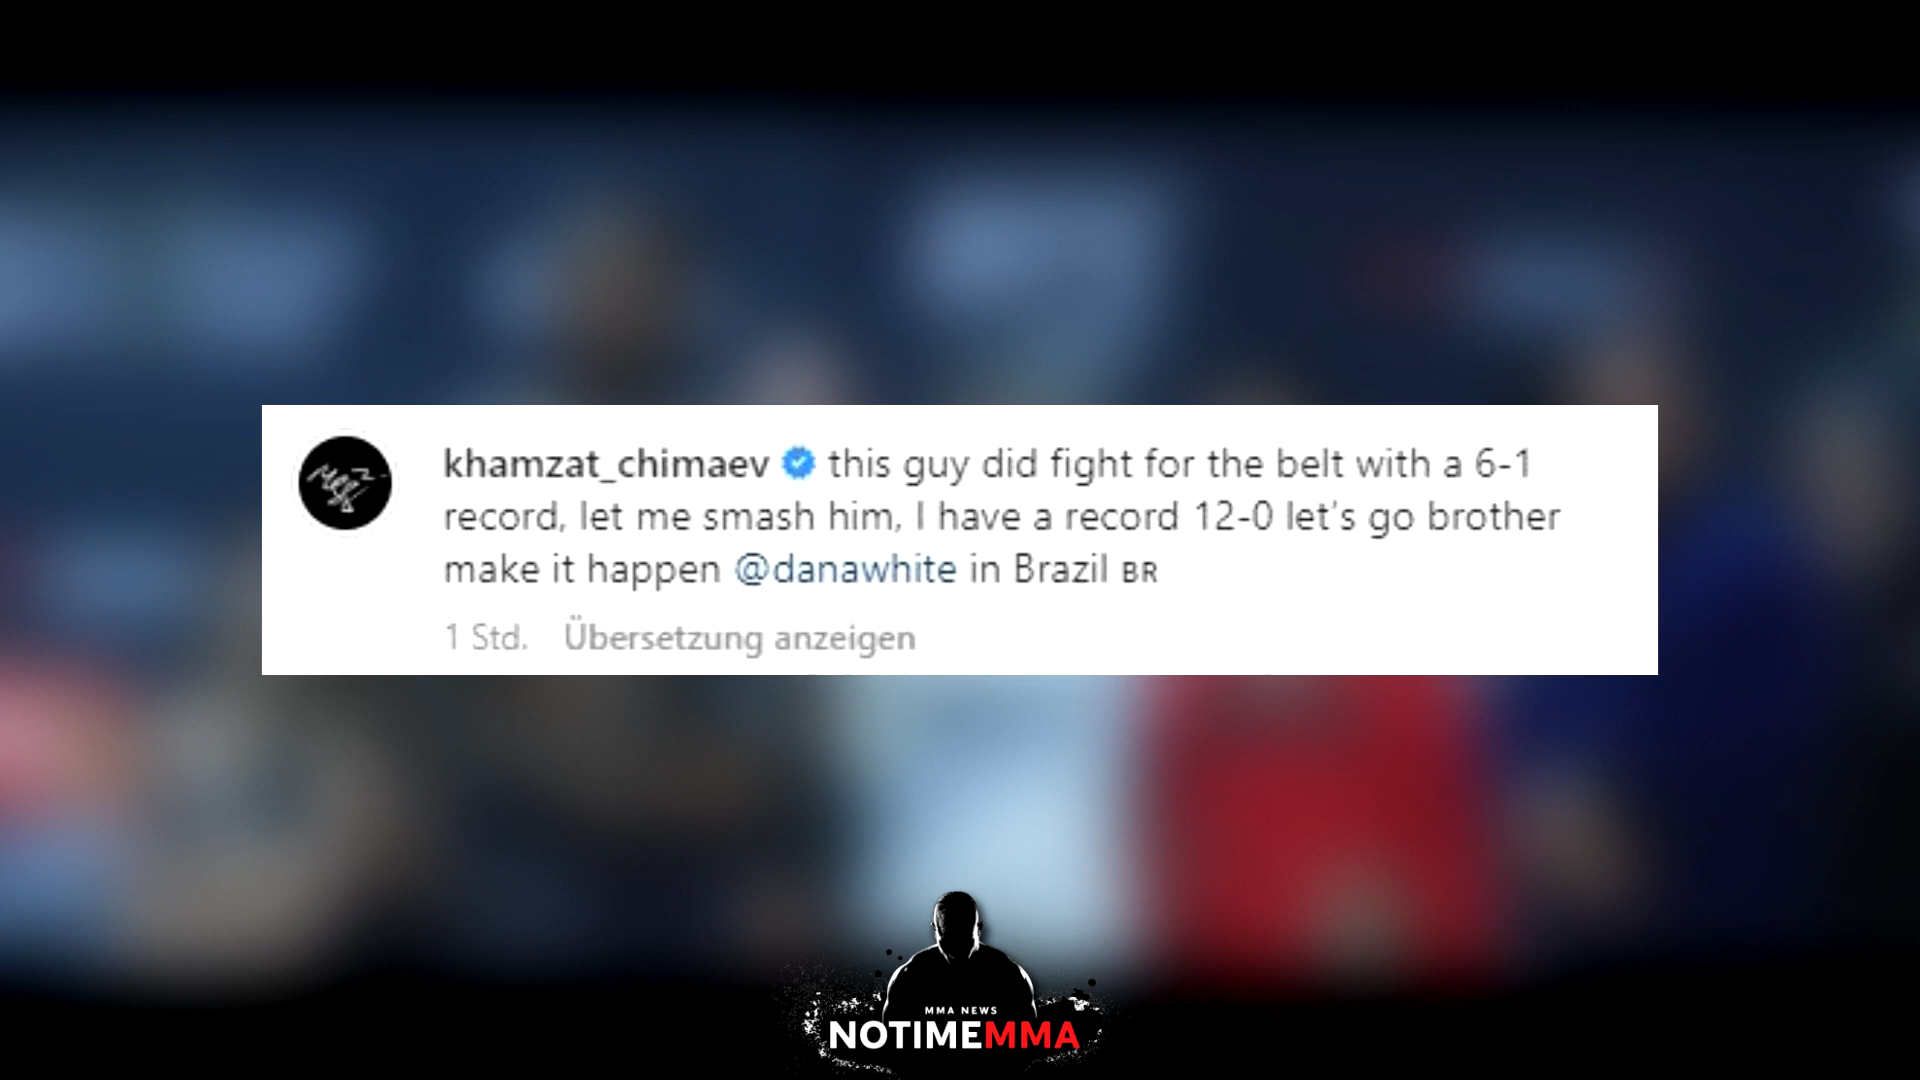 khamzat_chimaev this guy did fight for the belt with a 6-1
record, let me smash him, I have a record 12-0 let's go brother
make it happen @danawhite in Brazil BR
1 Std. Übersetzung anzeigen
MMA NEWS
NOTIMEMMA